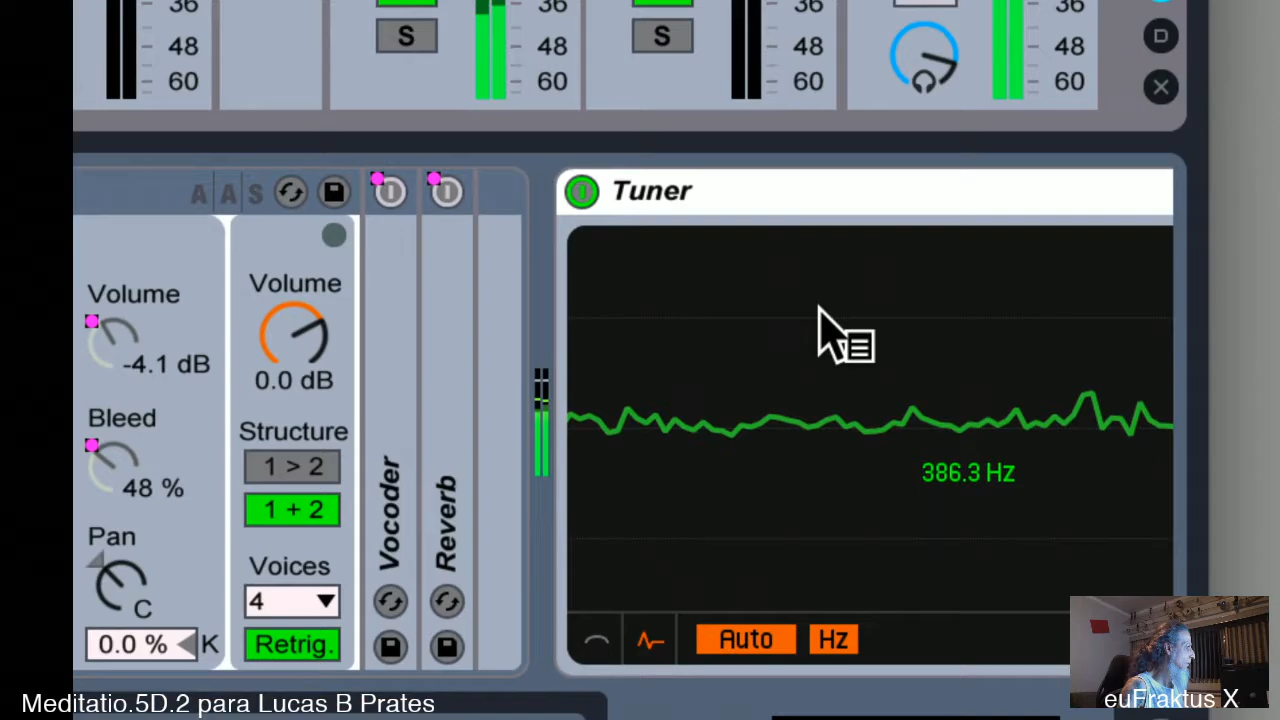 36 36 36 36
S S D
48 48 48 48
60 60 60 60
A A S Tuner
Volume Volume
-4.1 dB 0.0 dB
Bleed Structure
48 % 1 > 2
1 + 2
386.3 Hz
Vocoder
Reverb
Pan Voices
C 4
0.0 % K Retrig.
Auto Hz
Meditatio.5D.2 para Lucas B Prates
euFraktus X